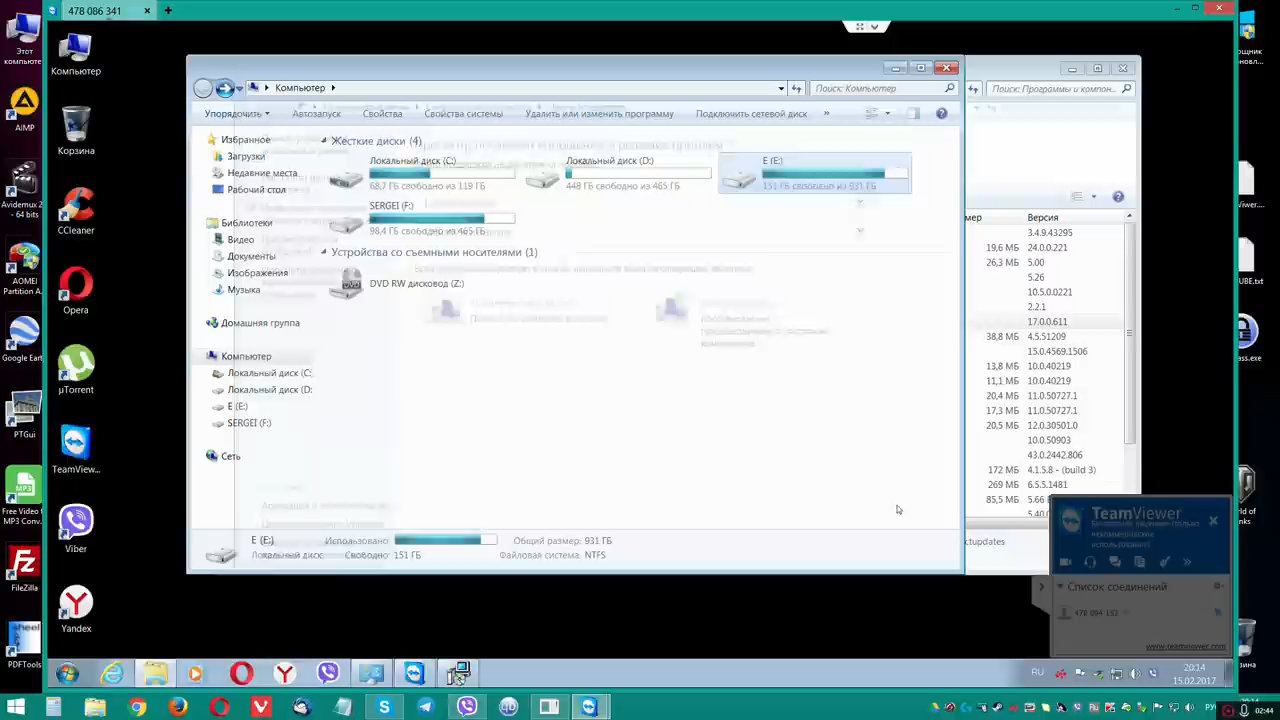 478 086 341
Этот
компьюте..
AIMP
Avidemux 2
- 64 bits
AOMEI
Partition A..
Google Eart
PTGui
Free Video t
MP3 Conv..
FileZilla
PDFTools
Компьютер
Корзина
CCleaner
Opera
µTorrent
TeamView...
Viber
Yandex
Компьютер
Поиск: Компьютер
Поиск: Программы и компон...
Упорядочить
Автозапуск
Свойства
Свойства системы
Удалить или изменить программу
Подключить сетевой диск
»
Избранное
Загрузки
Недавние места
Рабочий стол
Библиотеки
Видео
Документы
Изображения
Музыка
Домашняя группа
Компьютер
Локальный диск (C:
Локальный диск (D:
E (E:)
SERGEI (F:)
Сеть
Жесткие диски (4)
Локальный диск (C:)
68,7 ГБ свободно из 119 ГБ
Локальный диск (D:)
448 ГБ свободно из 465 ГБ
E (E:)
151 ГБ свободно из 931 ГБ
SERGEI (F:)
98,4 ГБ свободно из 465 ГБ
Устройства со съемными носителями (1)
DVD RW дисковод (Z:)
E (E:)
Локальный диск
Использовано:
Свободно: 151 ГБ
Общий размер: 931 ГБ
Файловая система: NTFS
мер
Версия
3.4.9.43295
19,6 МБ 24.0.0.221
26,3 МБ 5.00
5.26
10.5.0.0221
2.2.1
17.0.0.611
38,8 МБ 4.5.51209
15.0.4569.1506
13,8 МБ 10.0.40219
11,1 МБ 10.0.40219
20,4 МБ 11.0.50727.1
17,3 МБ 11.0.50727.1
20,5 МБ 12.0.30501.0
10.0.50903
43.0.2442.806
172 МБ 4.1.5.8 - (build 3)
269 МБ 6.5.5.1481
85,5 МБ 5.66
5.40
ctupdates
TeamViewer
Список соединений
www.teamviewer.com
RU
20:14
15.02.2017
02:44